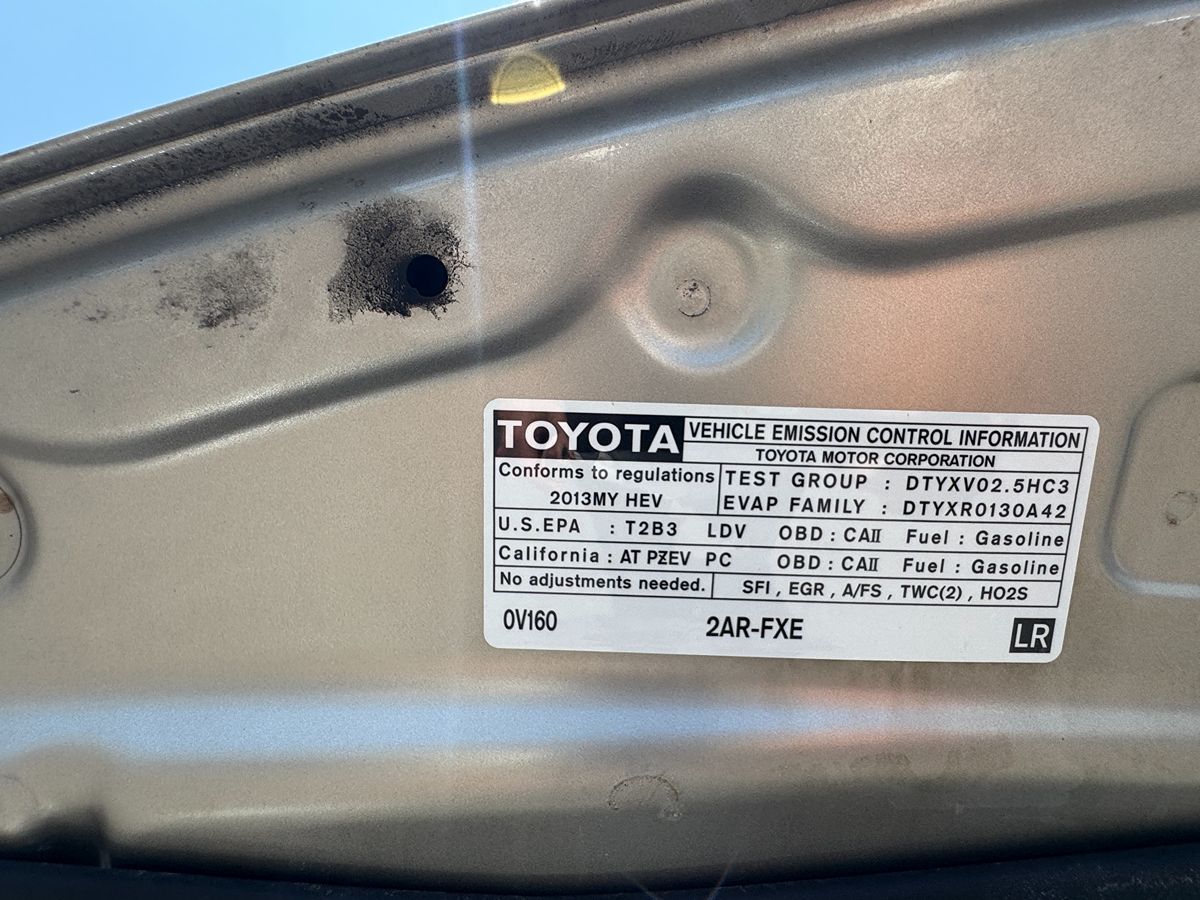 TOYOTA VEHICLE EMISSION CONTROL INFORMATION
TOYOTA MOTOR CORPORATION
Conforms to regulations
2013MY HEV
TEST GROUP : DTYXV02.5HC3
EVAP FAMILY : DTYXR0130A42
U.S.EPA : T2B3 LDV OBD : CAII Fuel : Gasoline
California : AT PZEV PC OBD : CAII Fuel : Gasoline
No adjustments needed. SFI , EGR , A/FS , TWC(2) , HO2S
0V160 2AR-FXE LR